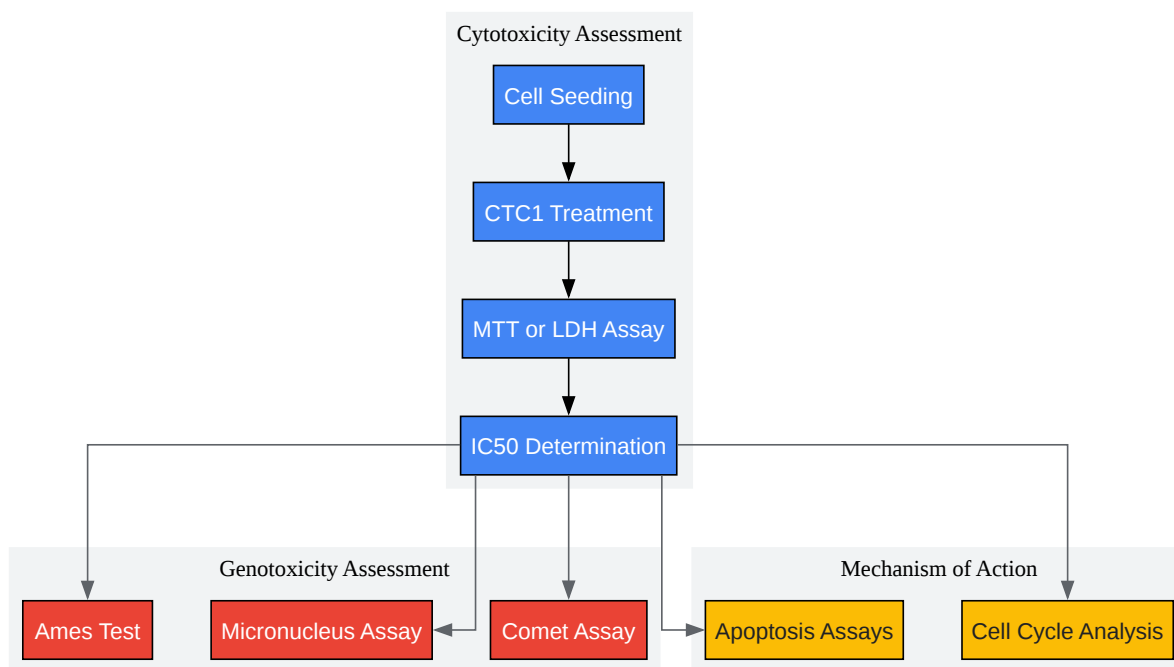 Cytotoxicity Assessment
Cell Seeding
CTC1 Treatment
MTT or LDH Assay
IC50 Determination
Genotoxicity Assessment
Mechanism of Action
Ames Test
Micronucleus Assay
Comet Assay
Apoptosis Assays
Cell Cycle Analysis